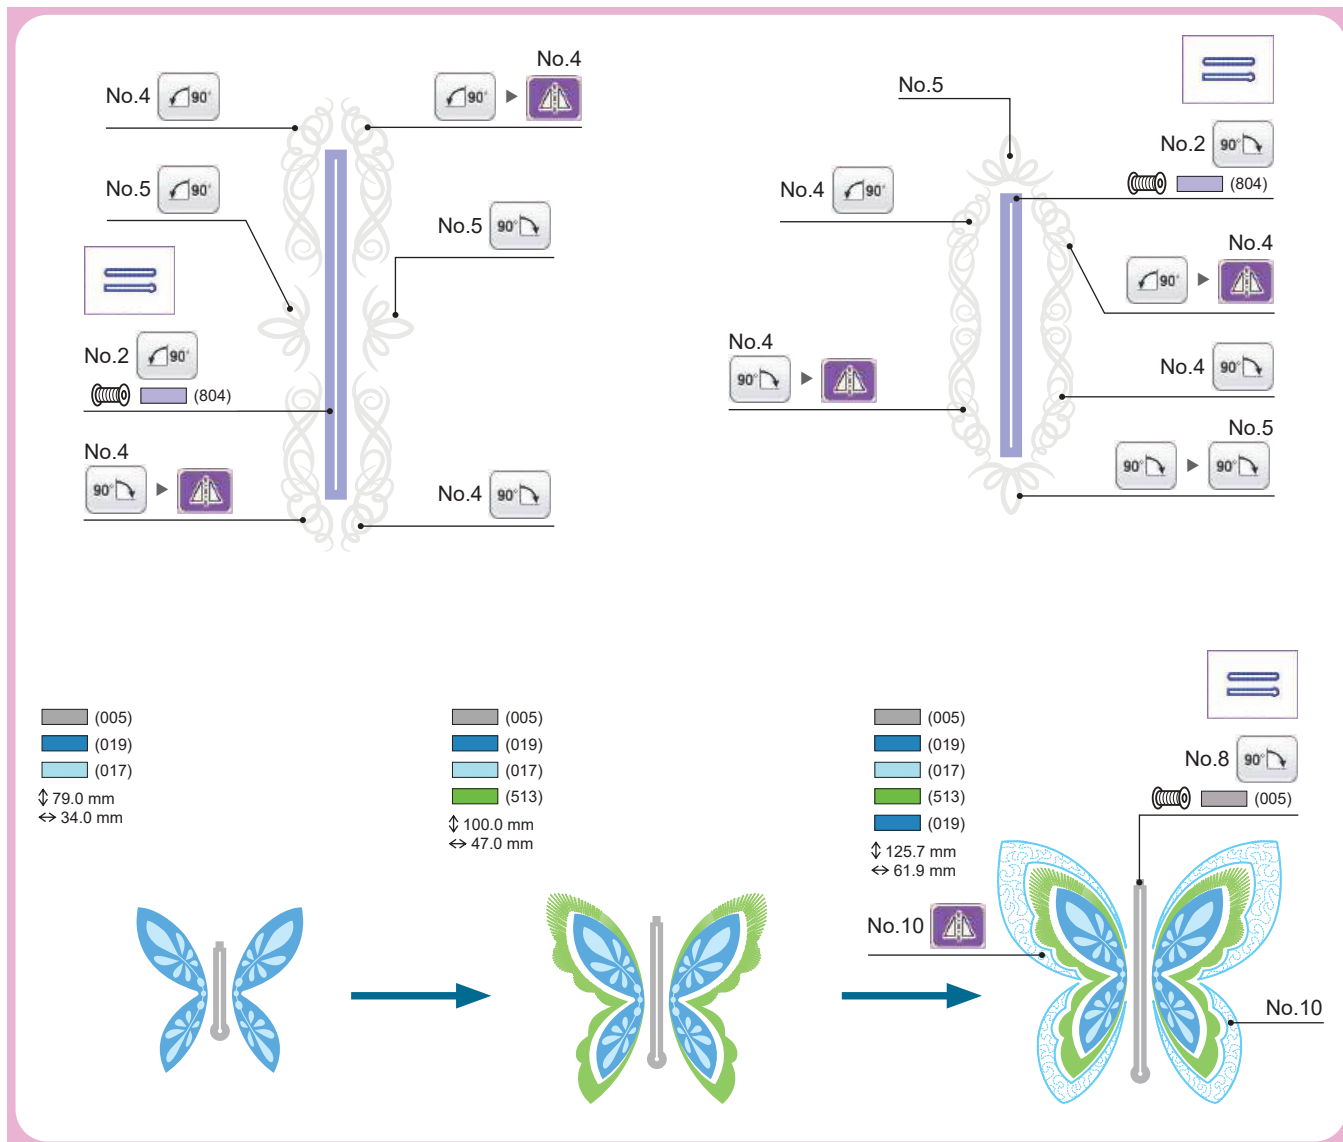 No.4 90°
90° No.4
No.5 90°
No.5 90°
No.2 90°
(804)
No.4
90°
No.4 90°
No.5
No.2 90°
(804)
No.4 90°
No.4
90°
No.4
90°
No.4 90°
No.5
90° 90°
(005)
(019)
(017)
79.0 mm
34.0 mm
(005)
(019)
(017)
(513)
100.0 mm
47.0 mm
(005)
(019)
(017)
(513)
(019)
125.7 mm
61.9 mm
No.8 90°
(005)
No.10
No.10